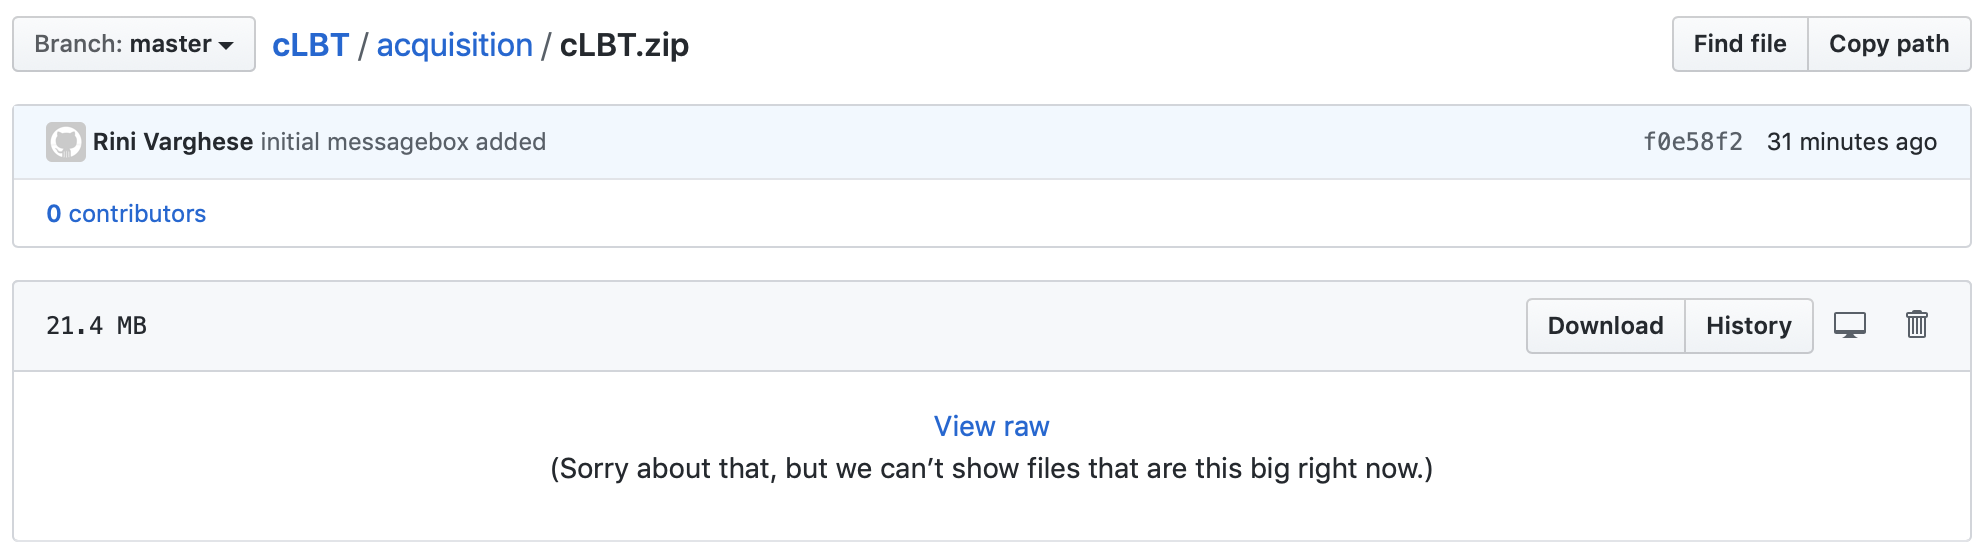 Branch: master cLBT / acquisition / cLBT.zip Find file Copy path
Rini Varghese initial messagebox added f0e58f2 31 minutes ago
0 contributors
21.4 MB Download History
View raw
(Sorry about that, but we can’t show files that are this big right now.)